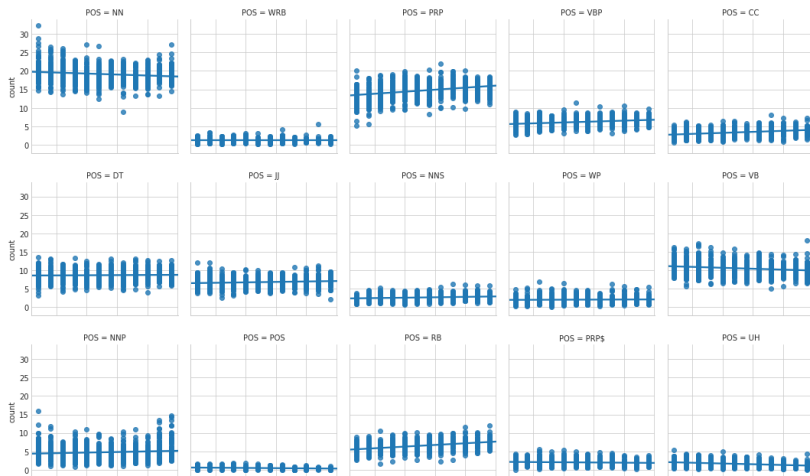 POS = NN
POS = WRB
POS = PRP
POS = VBP
POS = CC
30
25
20
15
10
5
0
count
POS = DT
POS = JJ
POS = NNS
POS = WP
POS = VB
30
25
20
15
10
5
0
count
POS = NNP
POS = POS
POS = RB
POS = PRP$
POS = UH
30
25
20
15
10
5
0
count